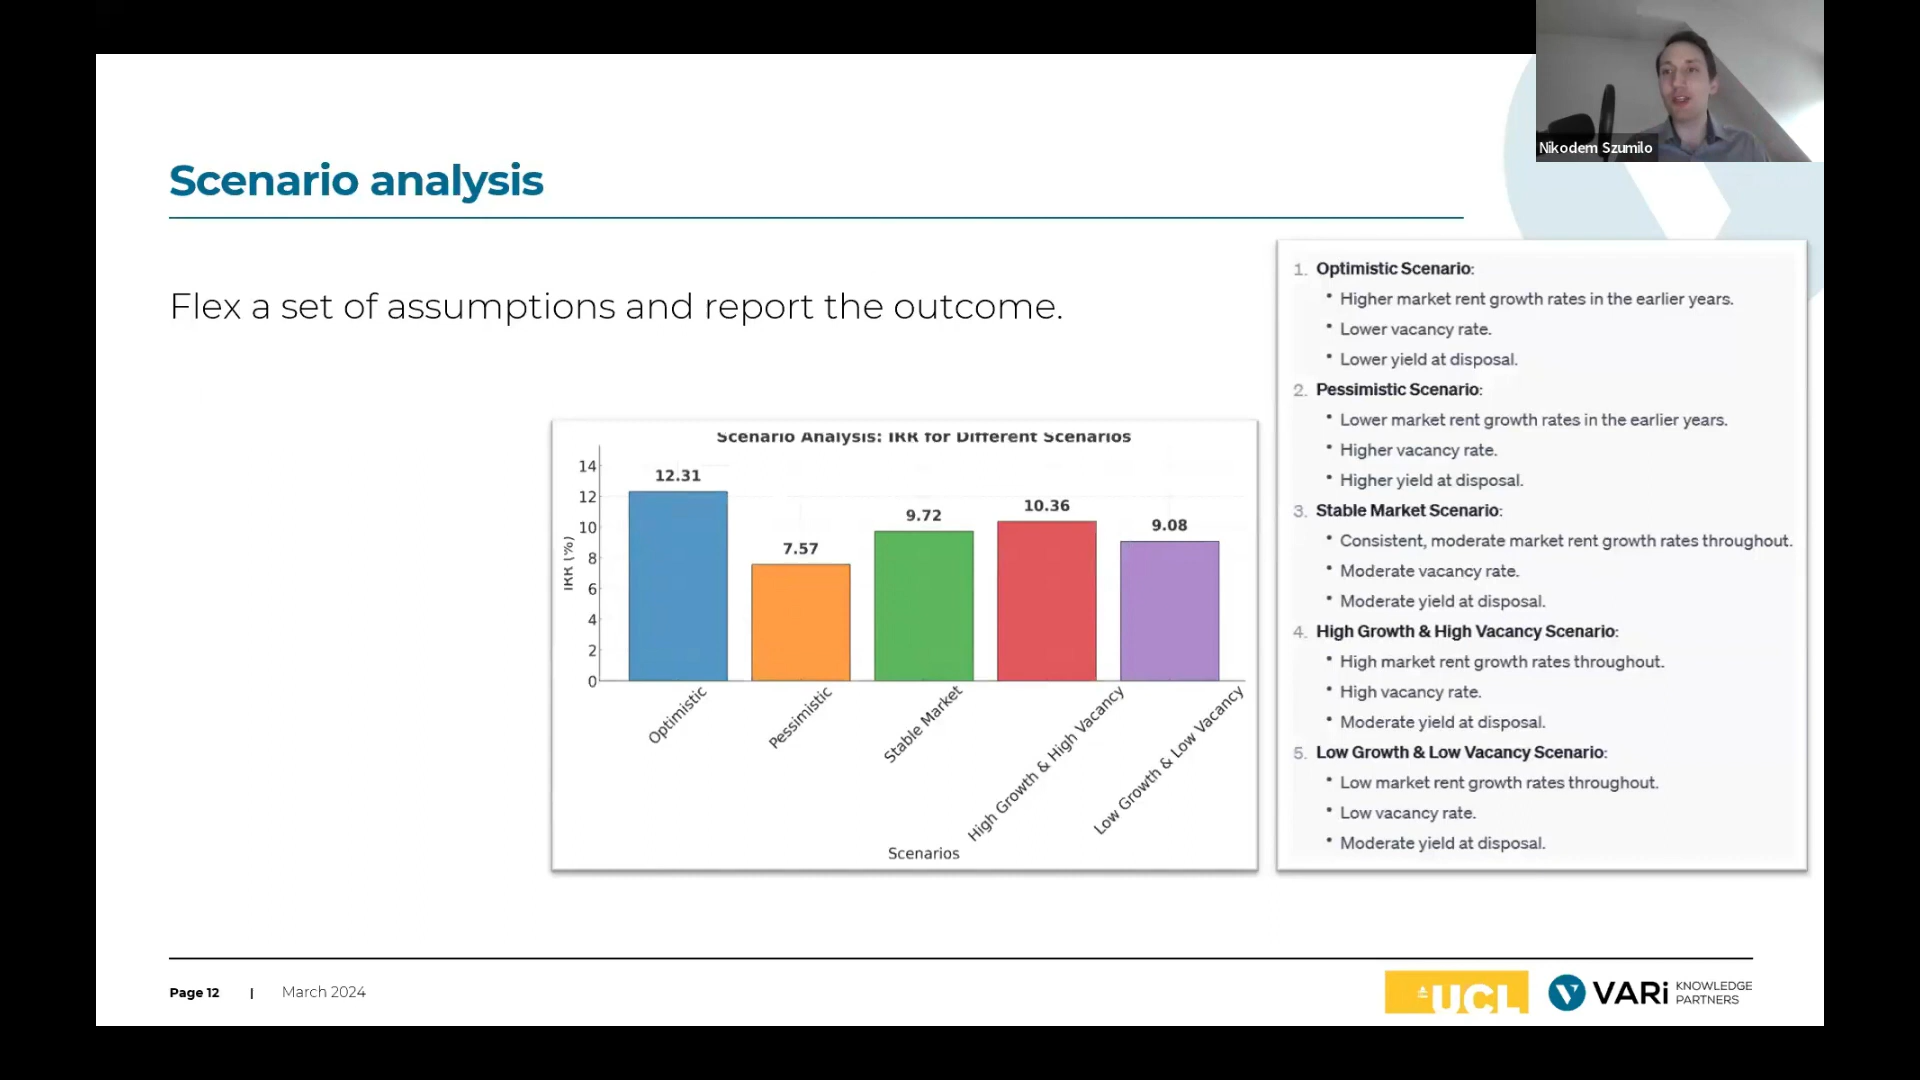 Nikodem Szumilo
Scenario analysis
Flex a set of assumptions and report the outcome.
Scenario Analysis: IRR for Different Scenarios
IRR (%)
14
12
10
8
6
4
2
0
12.31
7.57
9.72
10.36
9.08
Optimistic
Pessimistic
Stable Market
High Growth & High Vacancy
Low Growth & Low Vacancy
Scenarios
1. Optimistic Scenario:
• Higher market rent growth rates in the earlier years.
• Lower vacancy rate.
• Lower yield at disposal.
2. Pessimistic Scenario:
• Lower market rent growth rates in the earlier years.
• Higher vacancy rate.
• Higher yield at disposal.
3. Stable Market Scenario:
• Consistent, moderate market rent growth rates throughout.
• Moderate vacancy rate.
• Moderate yield at disposal.
4. High Growth & High Vacancy Scenario:
• High market rent growth rates throughout.
• High vacancy rate.
• Moderate yield at disposal.
5. Low Growth & Low Vacancy Scenario:
• Low market rent growth rates throughout.
• Low vacancy rate.
• Moderate yield at disposal.
Page 12 | March 2024
UCL
VARi KNOWLEDGE
PARTNERS